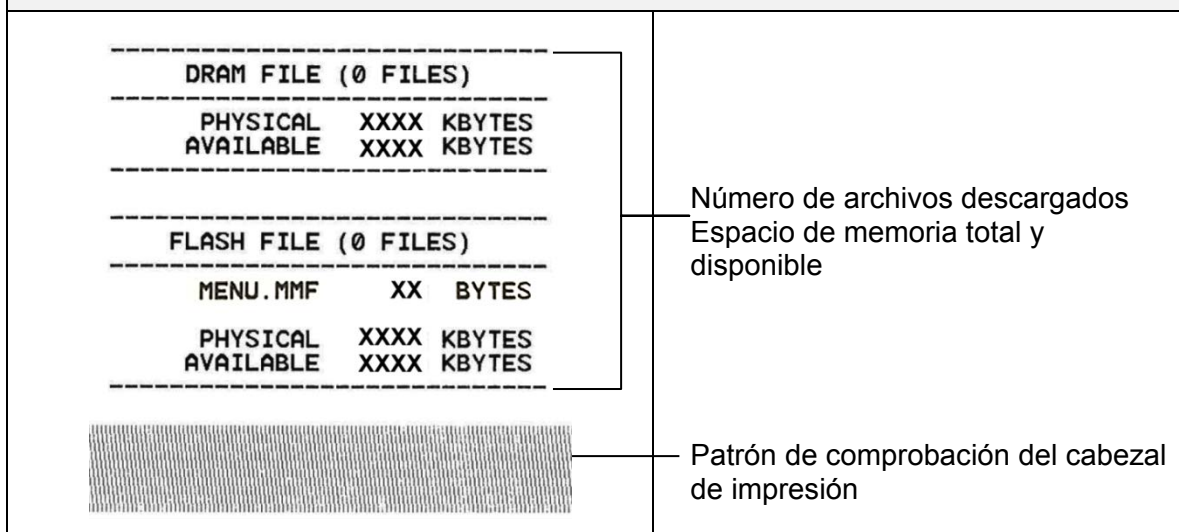 DRAM FILE (0 FILES)
PHYSICAL XXXX KBYTES
AVAILABLE XXXX KBYTES
FLASH FILE (0 FILES)
MENU.MMF XX BYTES
PHYSICAL XXXX KBYTES
AVAILABLE XXXX KBYTES
Número de archivos descargados
Espacio de memoria total y
disponible
Patrón de comprobación del cabezal
de impresión